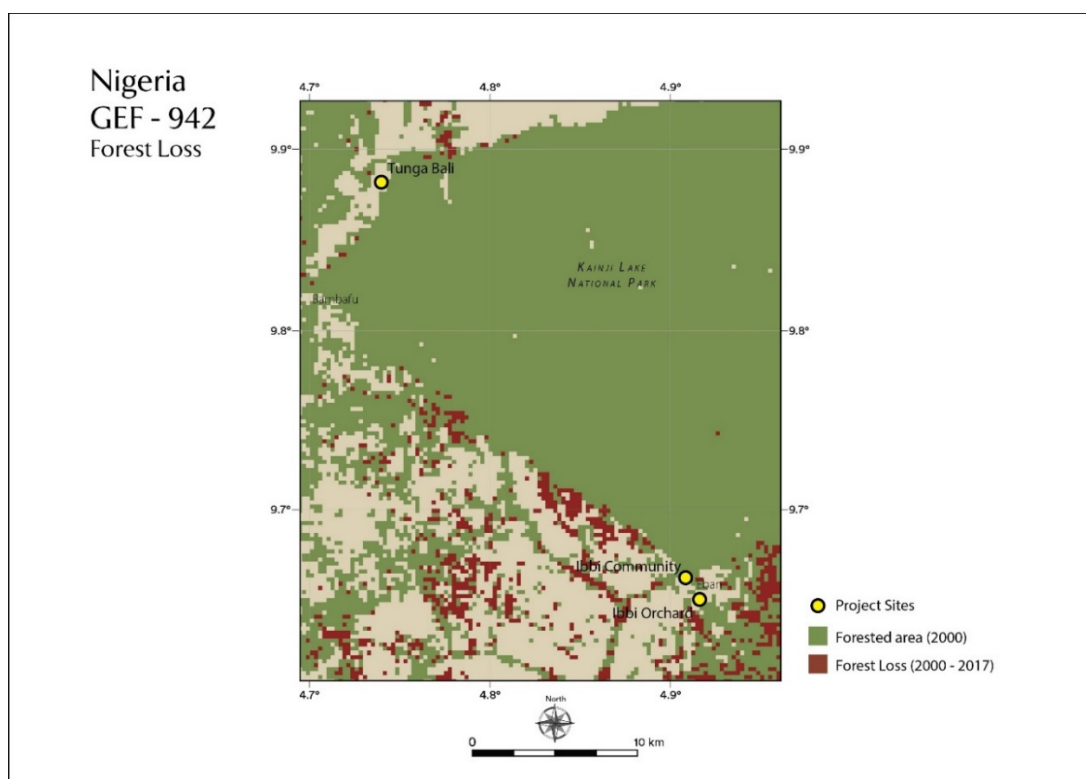 Nigeria
GEF - 942
Forest Loss
4.7°
4.8°
4.9°
9.9°
9.9°
Tunga Bali
KAINJI LAKE
NATIONAL PARK
Bambafu
9.8°
9.8°
9.7°
9.7°
Ibbi Community
Ibbi Orchard
Project Sites
Forested area (2000)
Forest Loss (2000 - 2017)
4.7°
4.8°
4.9°
North
0
10 km